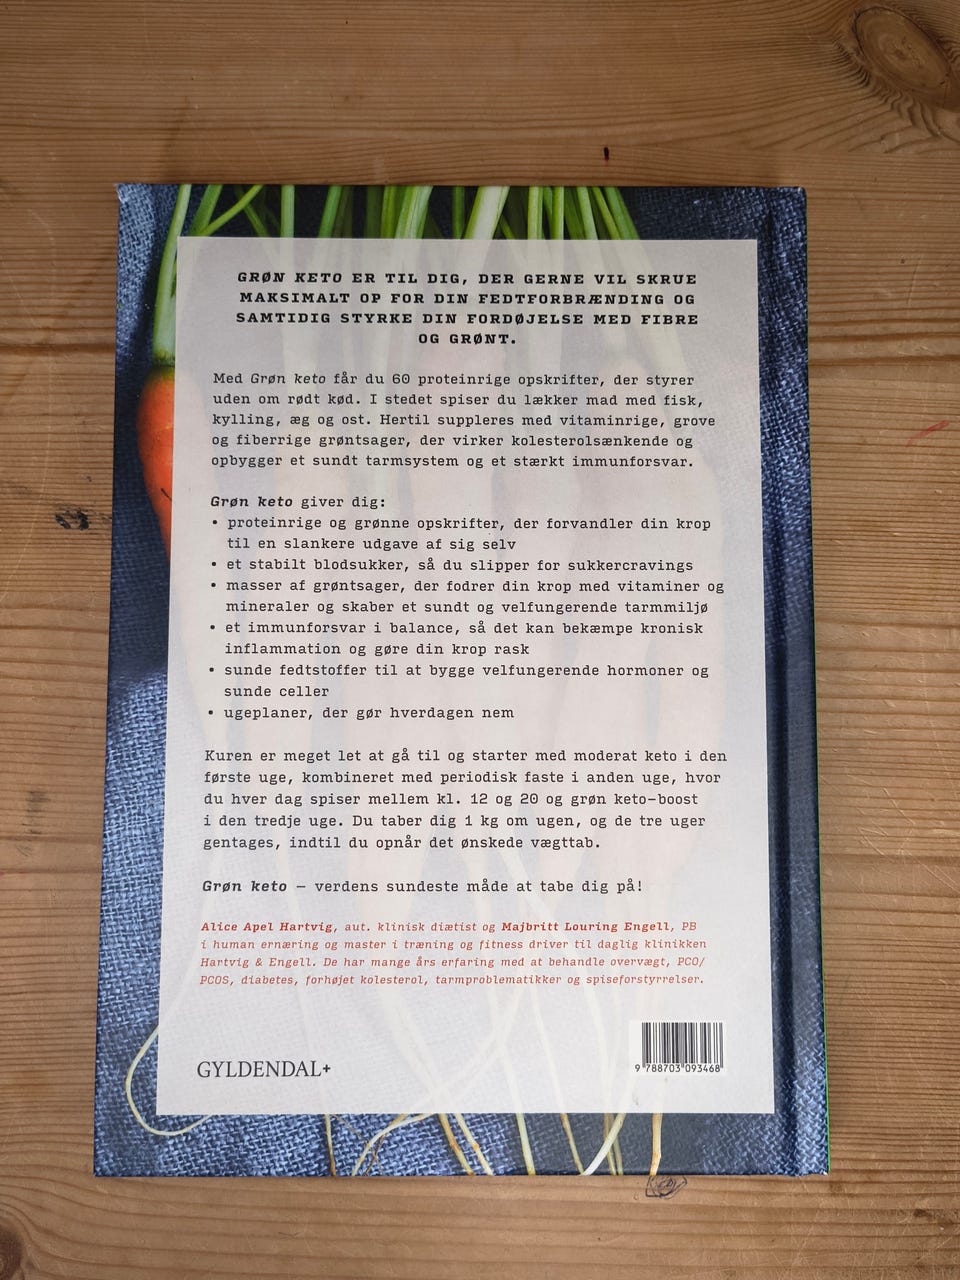 GRØN KETO ER TIL DIG, DER GERNE VIL SKRUE
MAKSIMALT OP FOR DIN FEDTFORBRÆNDING OG
SAMTIDIG STYRKE DIN FORDØJELSE MED FIBRE
OG GRØNT.
Med Grøn keto får du 60 proteinrige opskrifter, der styrer
uden om rødt kød. I stedet spiser du lækker mad med fisk,
kylling, æg og ost. Hertil suppleres med vitaminrige, grove
og fiberrige grøntsager, der virker kolesterolsænkende og
opbygger et sundt tarmsystem og et stærkt immunforsvar.
Grøn keto giver dig:
• proteinrige og grønne opskrifter, der forvandler din krop
til en slankere udgave af sig selv
• et stabilt blodsukker, så du slipper for sukkercravings
• masser af grøntsager, der fodrer din krop med vitaminer og
mineraler og skaber et sundt og velfungerende tarmmiljø
• et immunforsvar i balance, så det kan bekæmpe kronisk
inflammation og gøre din krop rask
• sunde fedtstoffer til at bygge velfungerende hormoner og
sunde celler
• ugeplaner, der gør hverdagen nem
Kuren er meget let at gå til og starter med moderat keto i den
første uge, kombineret med periodisk faste i anden uge, hvor
du hver dag spiser mellem kl. 12 og 20 og grøn keto-boost
i den tredje uge. Du taber dig 1 kg om ugen, og de tre uger
gentages, indtil du opnår det ønskede vægttab.
Grøn keto – verdens sundeste måde at tabe dig på!
Alice Apel Hartvig, aut. klinisk diætist og Majbritt Louring Engell, PB
i human ernæring og master i træning og fitness driver til daglig klinikken
Hartvig & Engell. De har mange års erfaring med at behandle overvægt, PCO/
PCOS, diabetes, forhøjet kolesterol, tarmproblematikker og spiseforstyrrelser.
GYLDENDAL+
9 788703 093468